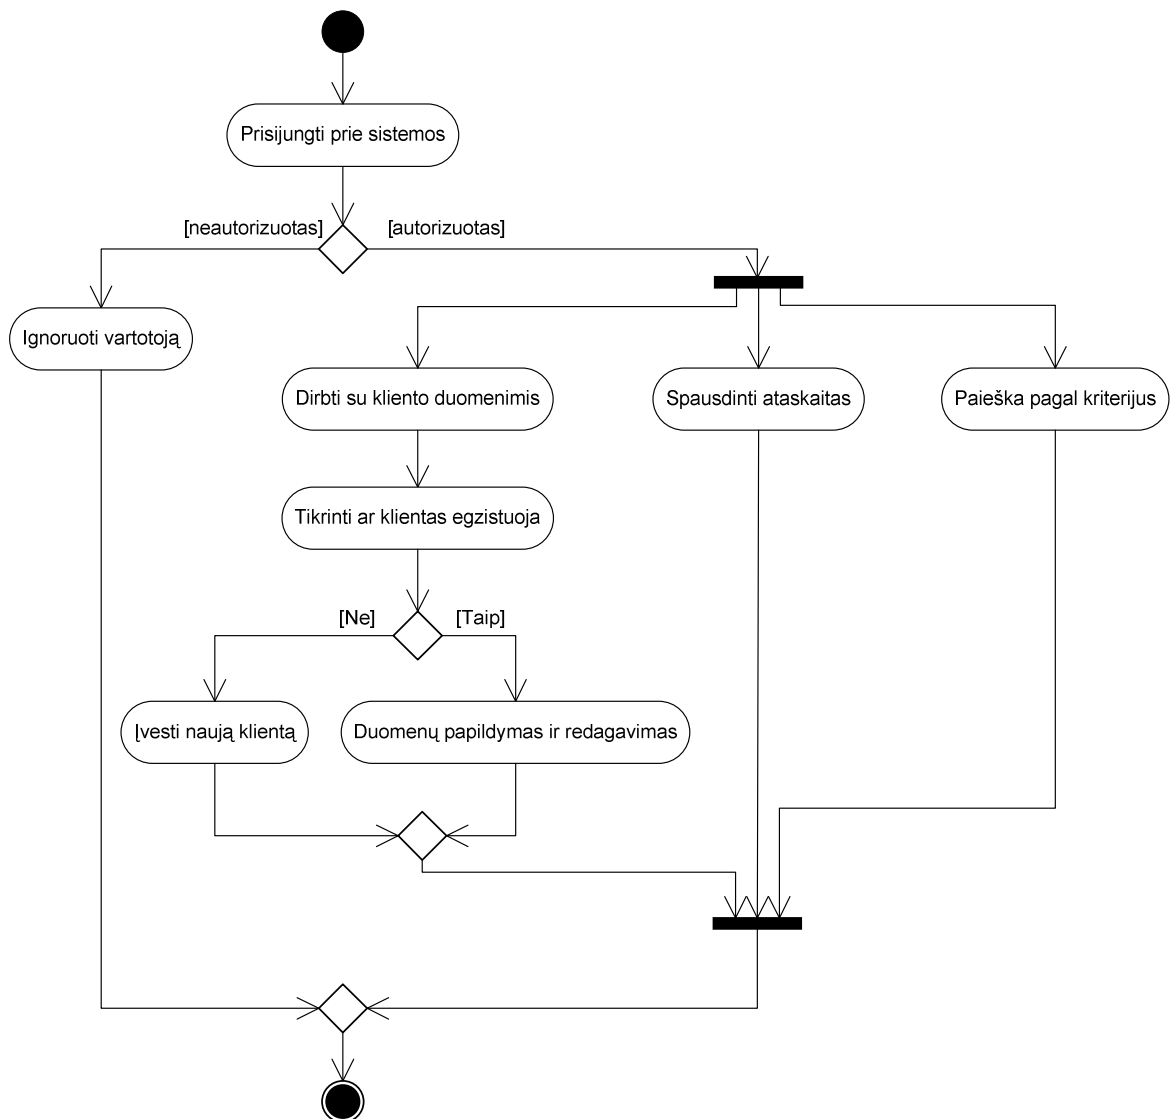 Prisijungti prie sistemos
[neautorizuotas]
[autorizuotas]
Ignoruoti vartotoją
Dirbti su kliento duomenimis
Spausdinti ataskaitas
Paieška pagal kriterijus
Tikrinti ar klientas egzistuoja
[Ne]
[Taip]
Įvesti naują klientą
Duomenų papildymas ir redagavimas